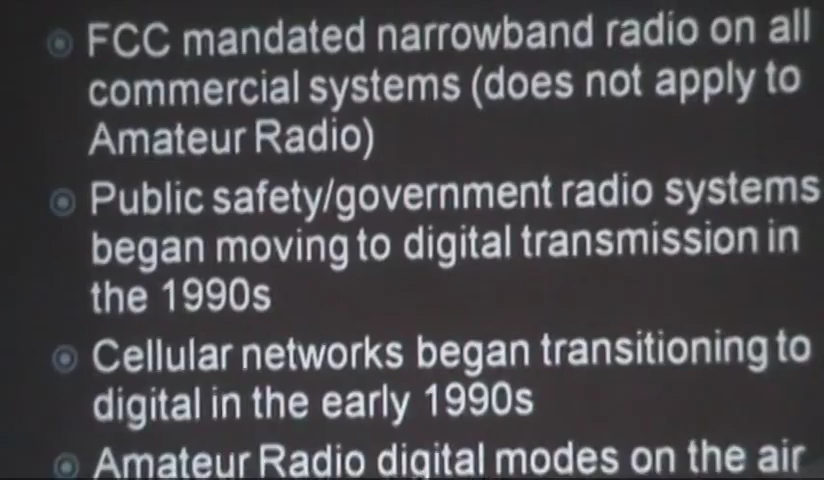 FCC mandated narrowband radio on all
commercial systems (does not apply to
Amateur Radio)
Public safety/government radio systems
began moving to digital transmission in
the 1990s
Cellular networks began transitioning to
digital in the early 1990s
Amateur Radio digital modes on the air